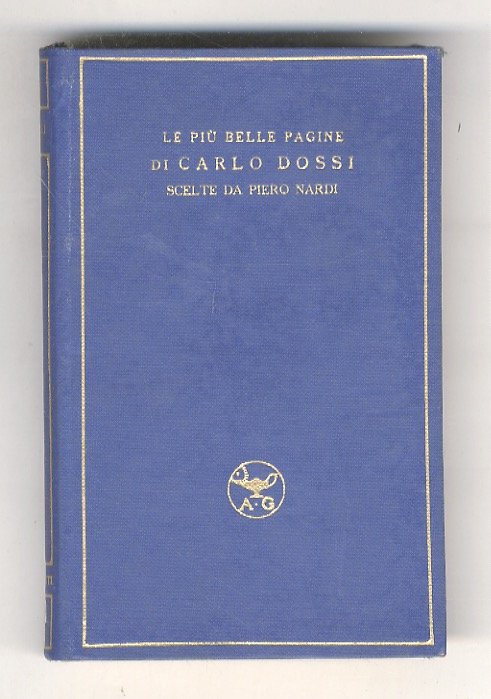 LE PIÙ BELLE PAGINE
DI CARLO DOSSI
SCELTE DA PIERO NARDI
A·G